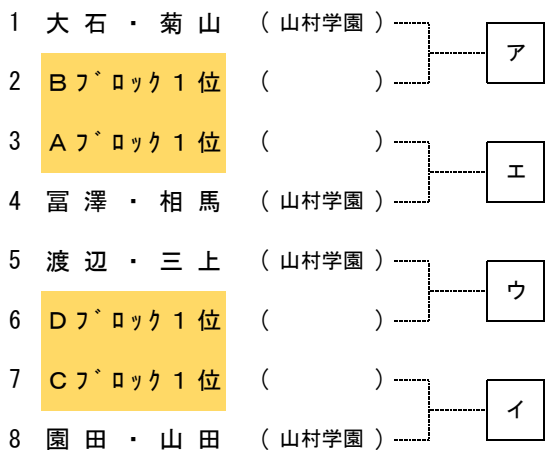 1 大石・菊山 (山村学園) ア
2 Bﾌﾞﾛｯｸ1位 ( )
3 Aﾌﾞﾛｯｸ1位 ( ) エ
4 冨澤・相馬 (山村学園)
5 渡辺・三上 (山村学園) ウ
6 Dﾌﾞﾛｯｸ1位 ( )
7 Cﾌﾞﾛｯｸ1位 ( ) イ
8 園田・山田 (山村学園)